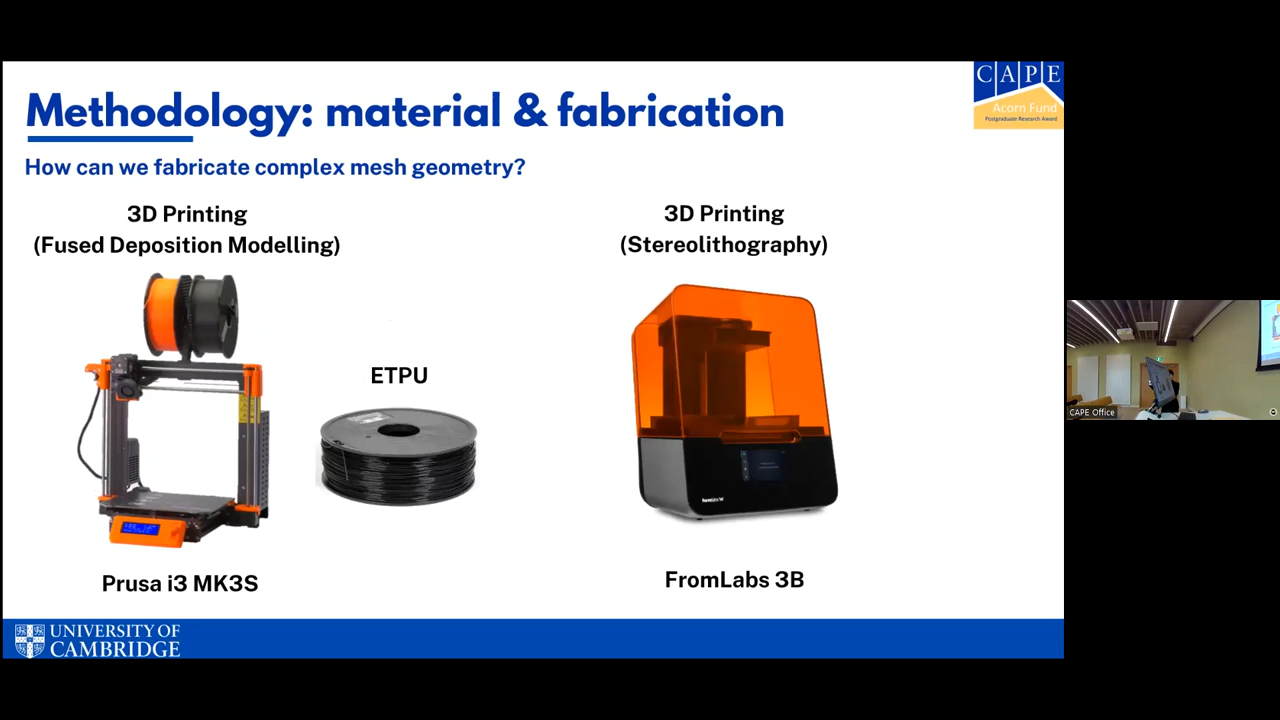 Methodology: material & fabrication
CAPE
Acorn Fund
Postgraduate Research Award
How can we fabricate complex mesh geometry?
3D Printing
(Fused Deposition Modelling)
3D Printing
(Stereolithography)
ETPU
Prusa i3 MK3S
FromLabs 3B
CAPE Office
UNIVERSITY OF
CAMBRIDGE